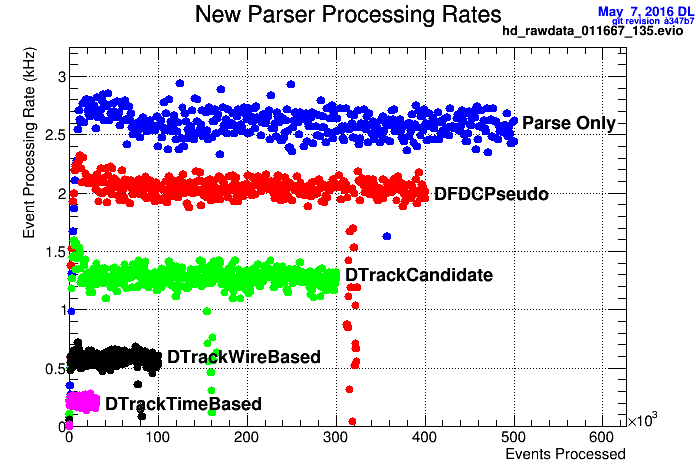 New Parser Processing Rates
May 7, 2016 DL
git revision a347b7
hd_rawdata_011667_135.evio
Event Processing Rate (kHz)
3
2.5
2
1.5
1
0.5
0
Parse Only
DFDCPseudo
DTrackCandidate
DTrackWireBased
DTrackTimeBased
0 100 200 300 400 500 600
×10³
Events Processed